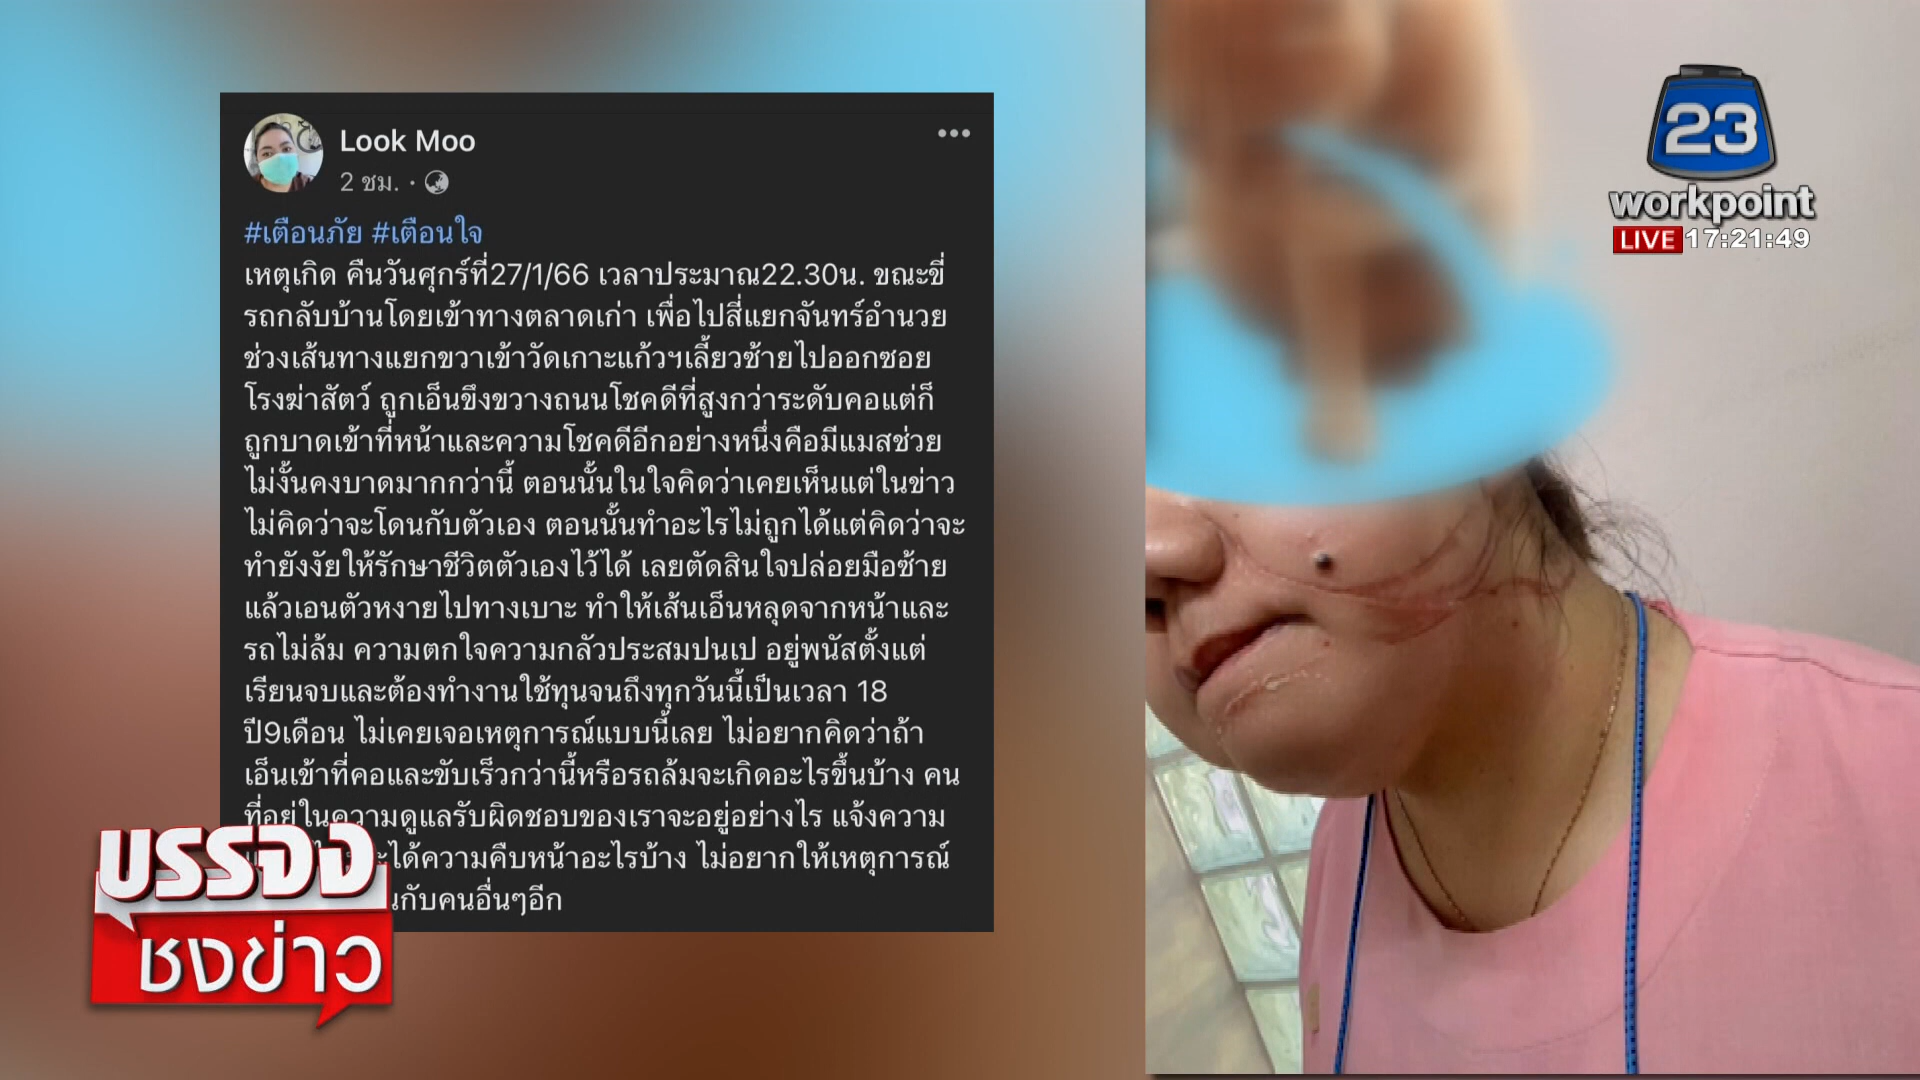 Look Moo
2 ชม.
#เตือนภัย #เตือนใจ
เหตุเกิด คืนวันศุกร์ที่27/1/66 เวลาประมาณ22.30น. ขณะขี่
รถกลับบ้านโดยเข้าทางตลาดเก่า เพื่อไปสี่แยกจันทร์อำนวย
ช่วงเส้นทางแยกขวาเข้าวัดเกาะแก้วฯเลี้ยวซ้ายไปออกซอย
โรงฆ่าสัตว์ ถูกเอ็นขึงขวางถนนโชคดีที่สูงกว่าระดับคอแต่ก็
ถูกบาดเข้าที่หน้าและความโชคดีอีกอย่างหนึ่งคือมีแมสช่วย
ไม่งั้นคงบาดมากกว่านี้ ตอนนั้นในใจคิดว่าเคยเห็นแต่ในข่าว
ไม่คิดว่าจะโดนกับตัวเอง ตอนนั้นทำอะไรไม่ถูกได้แต่คิดว่าจะ
ทำยังงัยให้รักษาชีวิตตัวเองไว้ได้ เลยตัดสินใจปล่อยมือซ้าย
แล้วเอนตัวหงายไปทางเบาะ ทำให้เส้นเอ็นหลุดจากหน้าและ
รถไม่ล้ม ความตกใจความกลัวประสมปนเป อยู่พนัสตั้งแต่
เรียนจบและต้องทำงานใช้ทุนจนถึงทุกวันนี้เป็นเวลา 18
ปี9เดือน ไม่เคยเจอเหตุการณ์แบบนี้เลย ไม่อยากคิดว่าถ้า
เอ็นเข้าที่คอและขับเร็วกว่านี้หรือรถล้มจะเกิดอะไรขึ้นบ้าง คน
ที่อยู่ในความดูแลรับผิดชอบของเราจะอยู่อย่างไร แจ้งความ
ได้ความคืบหน้าอะไรบ้าง ไม่อยากให้เหตุการณ์
กับคนอื่นๆอีก
บรรจง
ชงข่าว
23
workpoint
LIVE 17:21:49